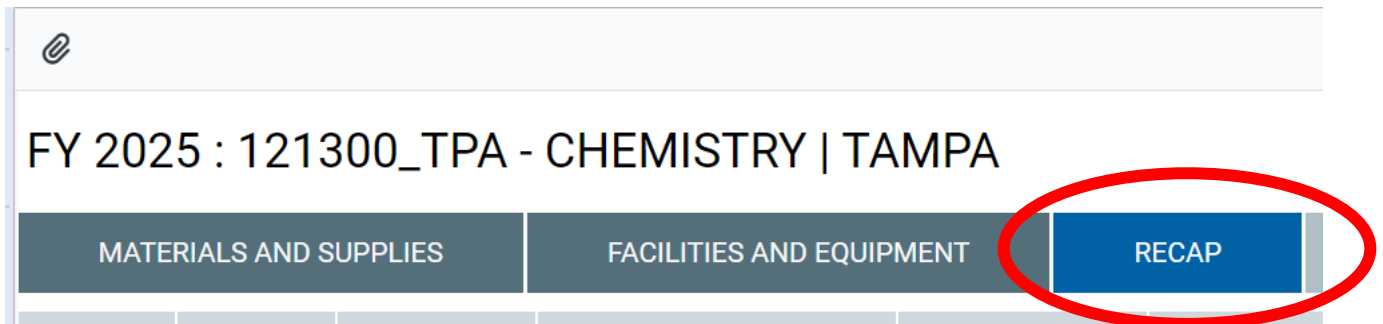 FY 2025 : 121300_TPA - CHEMISTRY | TAMPA
MATERIALS AND SUPPLIES FACILITIES AND EQUIPMENT RECAP